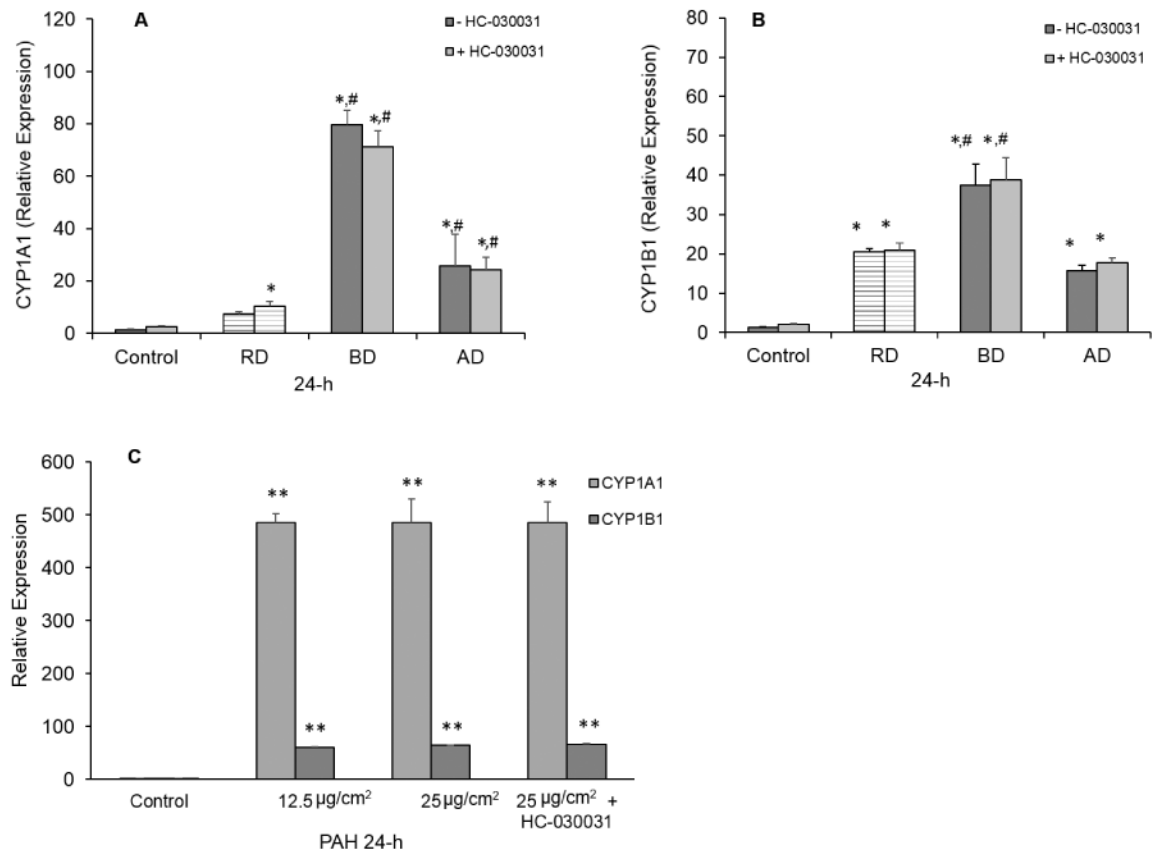 A
- HC-030031
+ HC-030031
CYP1A1 (Relative Expression)
120
100
80
60
40
20
0
*
*,#
*,#
*,#
*,#
Control RD BD AD
24-h
B
- HC-030031
+ HC-030031
CYP1B1 (Relative Expression)
80
70
60
50
40
30
20
10
0
* *
*,# *,#
* *
Control RD BD AD
24-h
C
CYP1A1
CYP1B1
Relative Expression
600
500
400
300
200
100
0
** ** **
** ** **
Control 12.5 µg/cm² 25 µg/cm² 25 µg/cm² +
HC-030031
PAH 24-h